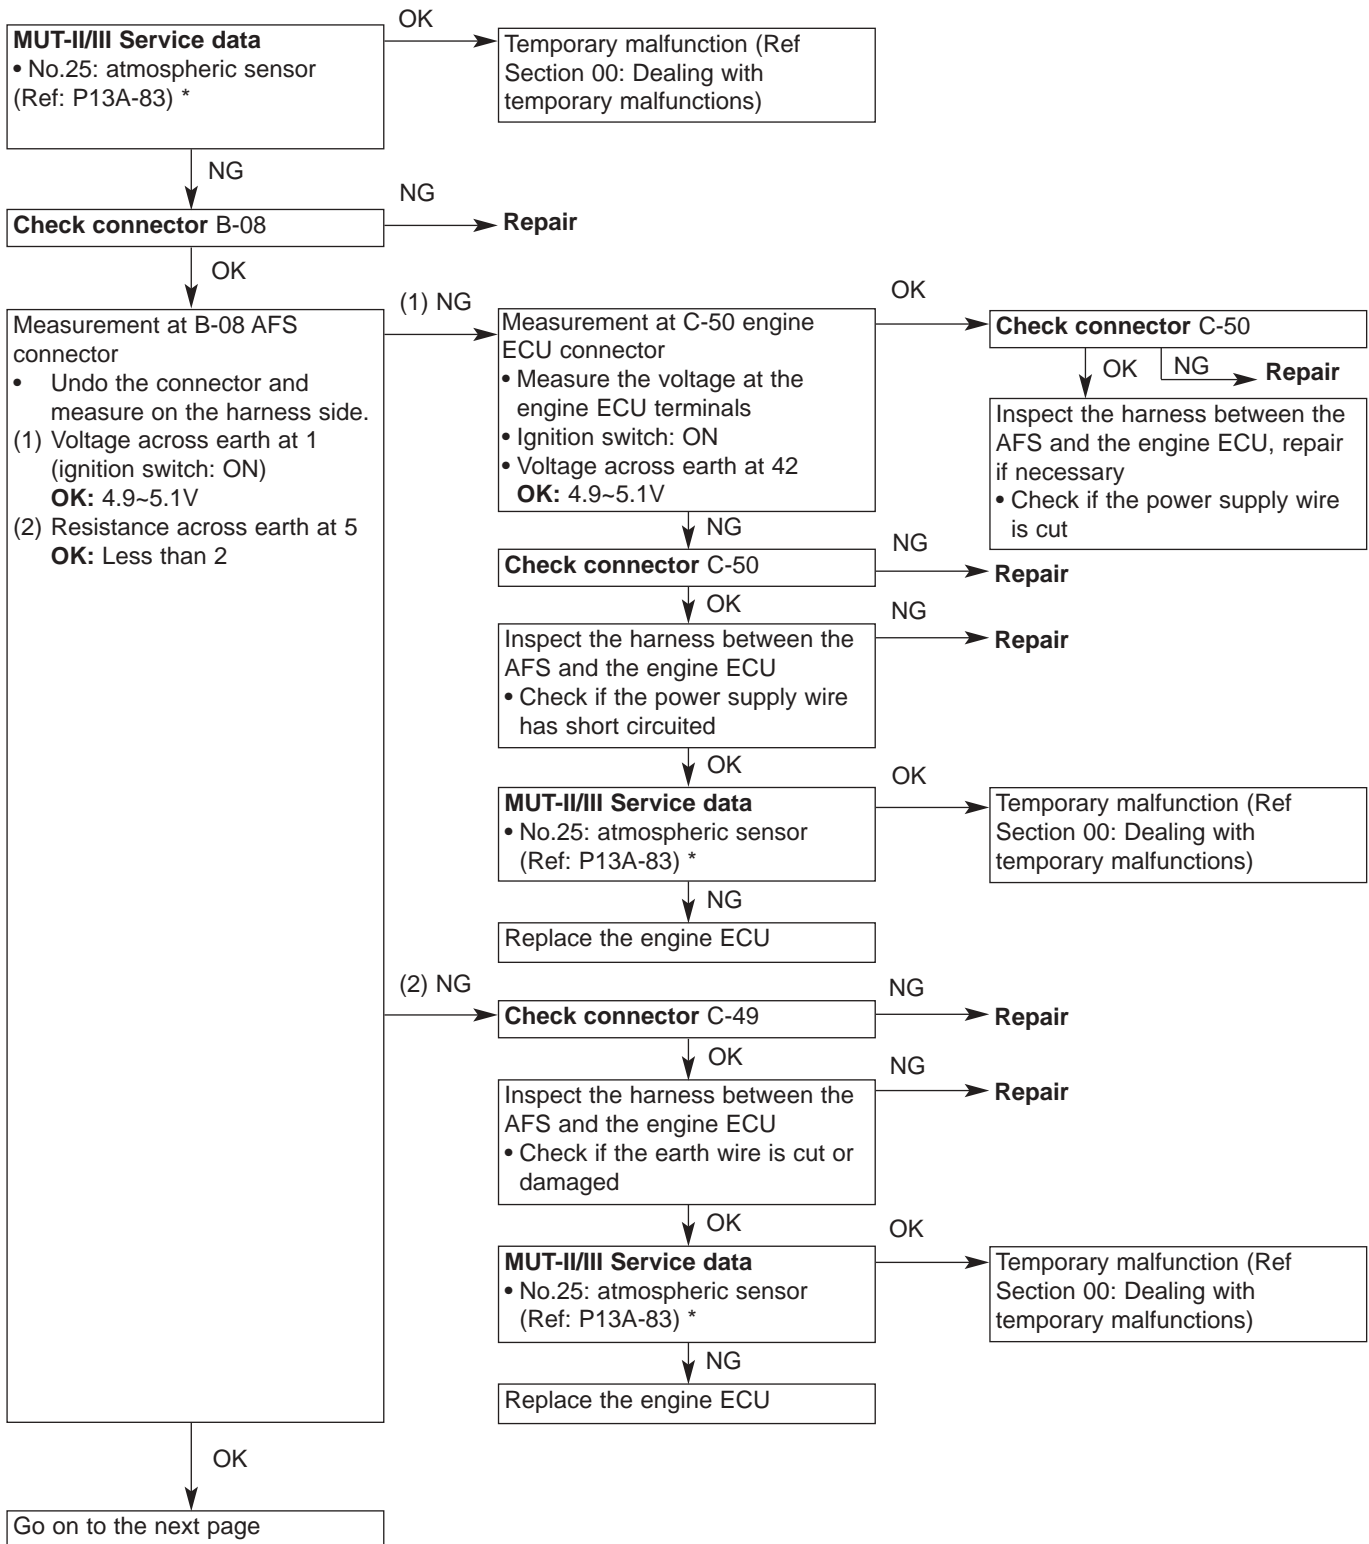 OK
MUT-II/III Service data
• No.25: atmospheric sensor
(Ref: P13A-83) *
Temporary malfunction (Ref
Section 00: Dealing with
temporary malfunctions)
NG
Check connector B-08
NG
Repair
OK
Measurement at B-08 AFS
connector
• Undo the connector and
measure on the harness side.
(1) Voltage across earth at 1
(ignition switch: ON)
OK: 4.9~5.1V
(2) Resistance across earth at 5
OK: Less than 2
(1) NG
Measurement at C-50 engine
ECU connector
• Measure the voltage at the
engine ECU terminals
• Ignition switch: ON
• Voltage across earth at 42
OK: 4.9~5.1V
OK
Check connector C-50
OK
NG
Repair
Inspect the harness between the
AFS and the engine ECU, repair
if necessary
• Check if the power supply wire
is cut
NG
Check connector C-50
NG
Repair
OK
Inspect the harness between the
AFS and the engine ECU
• Check if the power supply wire
has short circuited
NG
Repair
OK
MUT-II/III Service data
• No.25: atmospheric sensor
(Ref: P13A-83) *
OK
Temporary malfunction (Ref
Section 00: Dealing with
temporary malfunctions)
NG
Replace the engine ECU
(2) NG
Check connector C-49
NG
Repair
OK
Inspect the harness between the
AFS and the engine ECU
• Check if the earth wire is cut or
damaged
NG
Repair
OK
MUT-II/III Service data
• No.25: atmospheric sensor
(Ref: P13A-83) *
OK
Temporary malfunction (Ref
Section 00: Dealing with
temporary malfunctions)
NG
Replace the engine ECU
OK
Go on to the next page